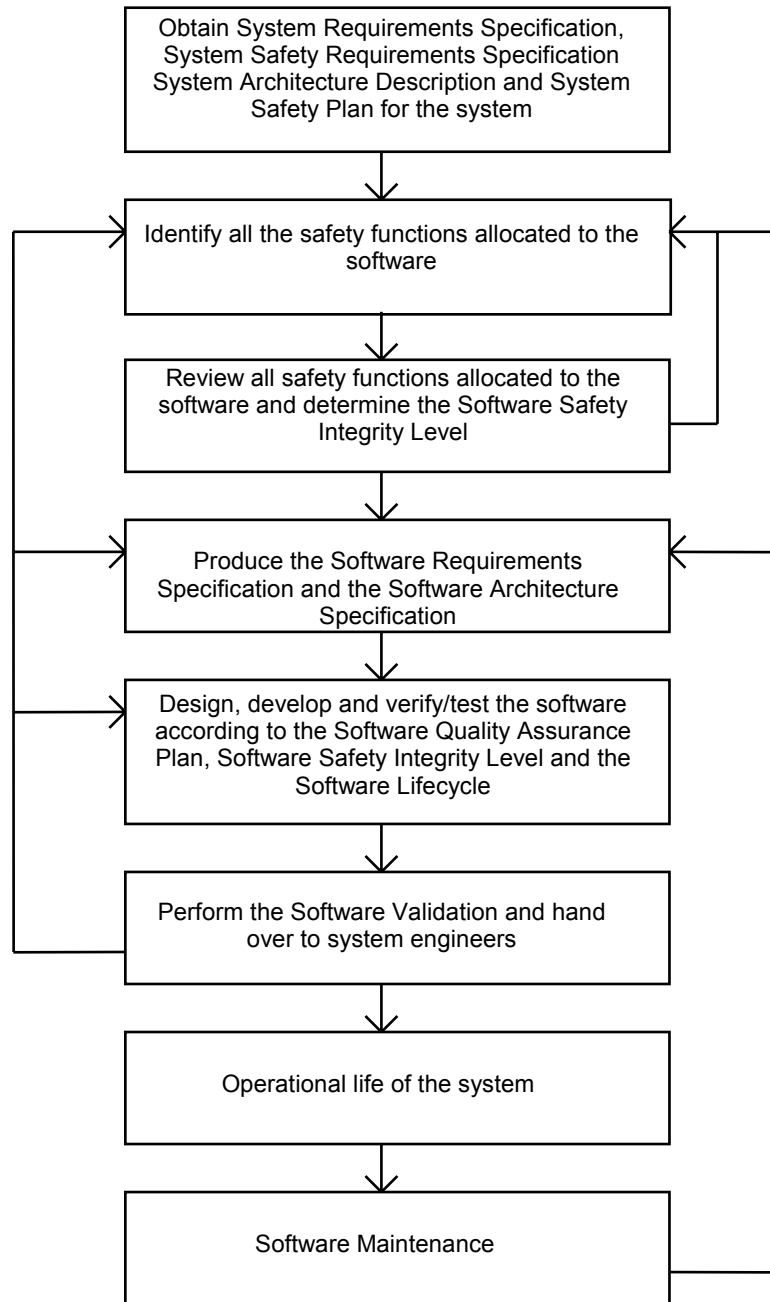 Obtain System Requirements Specification,
System Safety Requirements Specification
System Architecture Description and System
Safety Plan for the system
Identify all the safety functions allocated to the
software
Review all safety functions allocated to the
software and determine the Software Safety
Integrity Level
Produce the Software Requirements
Specification and the Software Architecture
Specification
Design, develop and verify/test the software
according to the Software Quality Assurance
Plan, Software Safety Integrity Level and the
Software Lifecycle
Perform the Software Validation and hand
over to system engineers
Operational life of the system
Software Maintenance